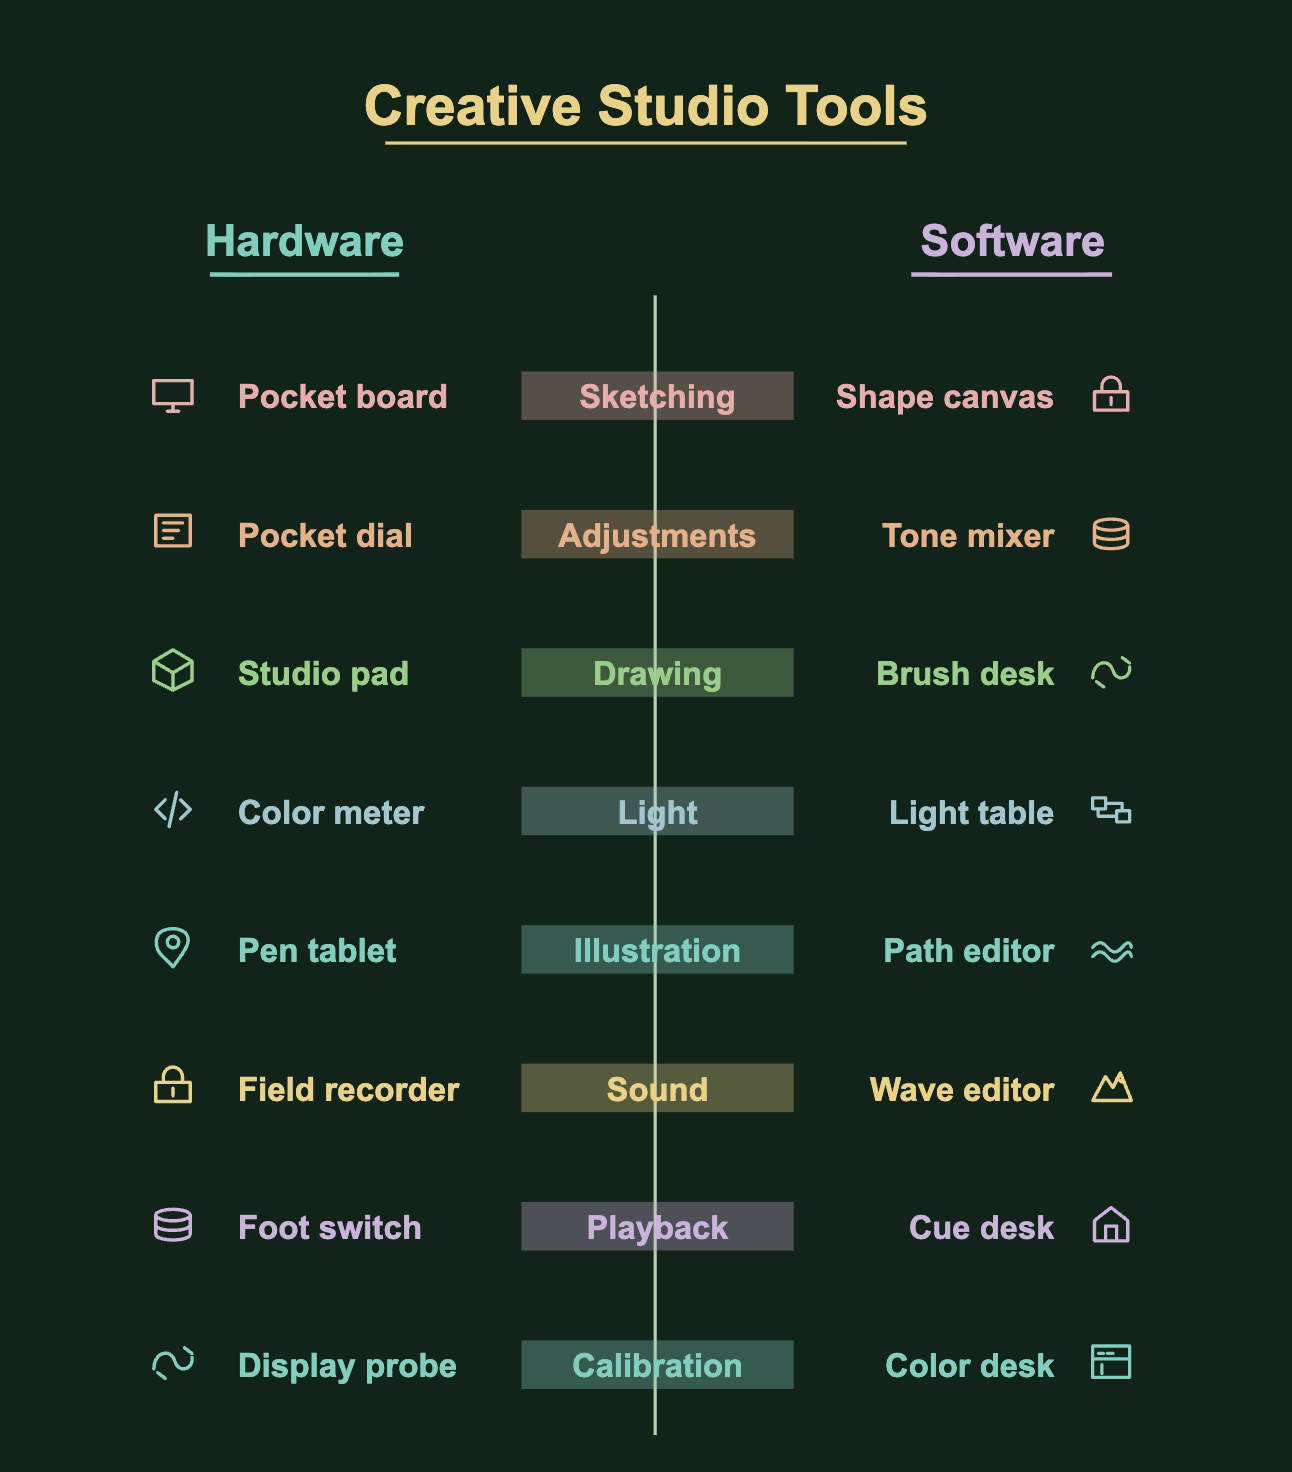 Creative Studio Tools
Hardware
Software
Pocket board Sketching Shape canvas
Pocket dial Adjustments Tone mixer
Studio pad Drawing Brush desk
Color meter Light Light table
Pen tablet Illustration Path editor
Field recorder Sound Wave editor
Foot switch Playback Cue desk
Display probe Calibration Color desk